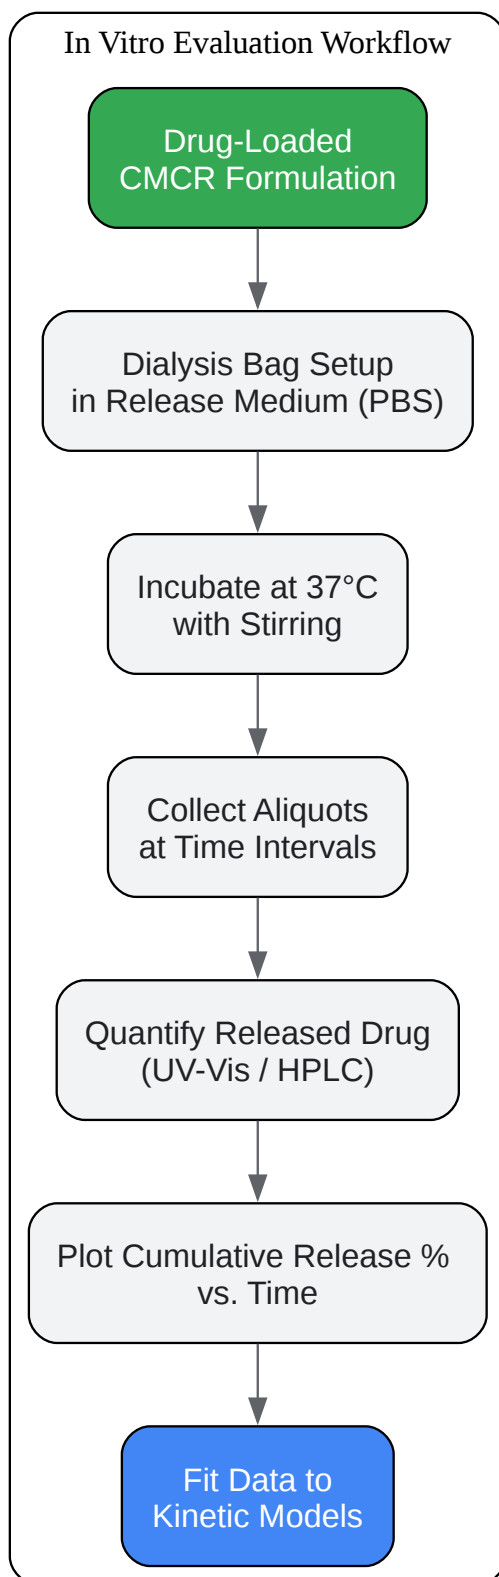 In Vitro Evaluation Workflow
Drug-Loaded
CMCR Formulation
Dialysis Bag Setup
in Release Medium (PBS)
Incubate at 37°C
with Stirring
Collect Aliquots
at Time Intervals
Quantify Released Drug
(UV-Vis / HPLC)
Plot Cumulative Release %
vs. Time
Fit Data to
Kinetic Models